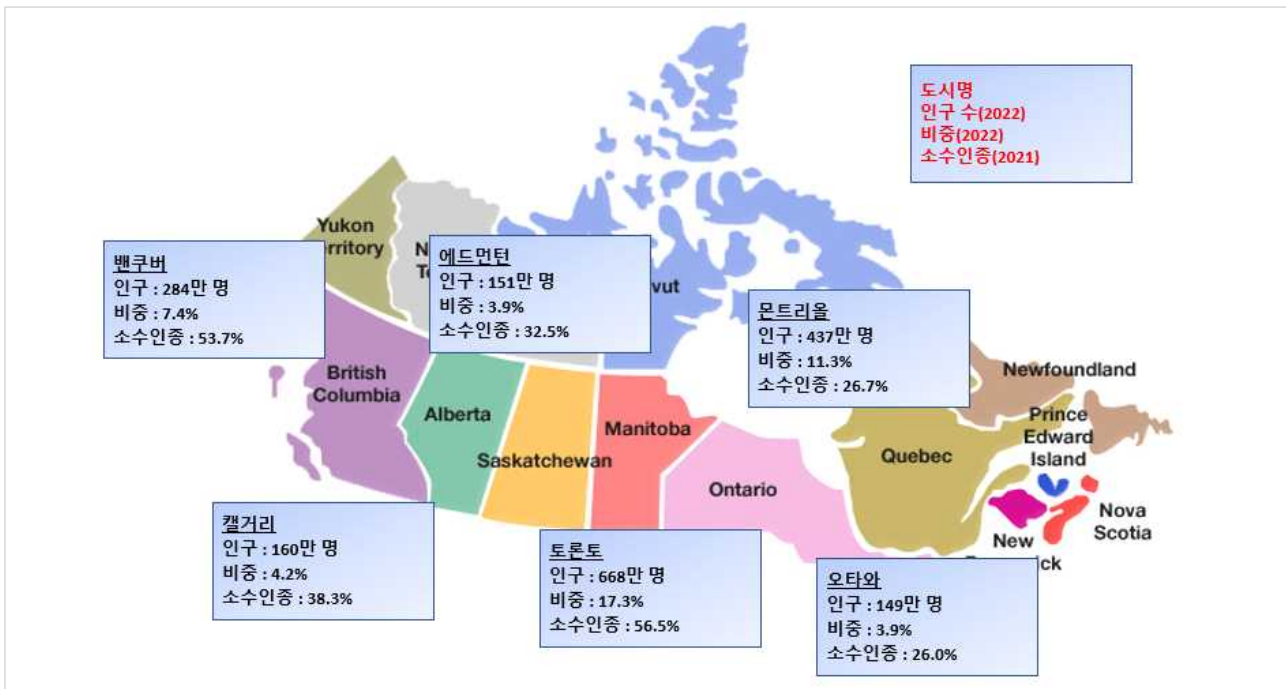 도시명
인구 수(2022)
비중(2022)
소수인종(2021)
Yukon
erritory
밴쿠버
인구 : 284만 명
비중 : 7.4%
소수인종 : 53.7%
에드먼턴
인구 : 151만 명
비중 : 3.9%
소수인종 : 32.5%
vut
몬트리올
인구 : 437만 명
비중 : 11.3%
소수인종 : 26.7%
British
Columbia
Alberta
Saskatchewan
Manitoba
Ontario
Quebec
Newfoundland
Prince
Edward
Island
Nova
Scotia
New
캘거리
인구 : 160만 명
비중 : 4.2%
소수인종 : 38.3%
토론토
인구 : 668만 명
비중 : 17.3%
소수인종 : 56.5%
오타와
인구 : 149만 명
비중 : 3.9%
소수인종 : 26.0%